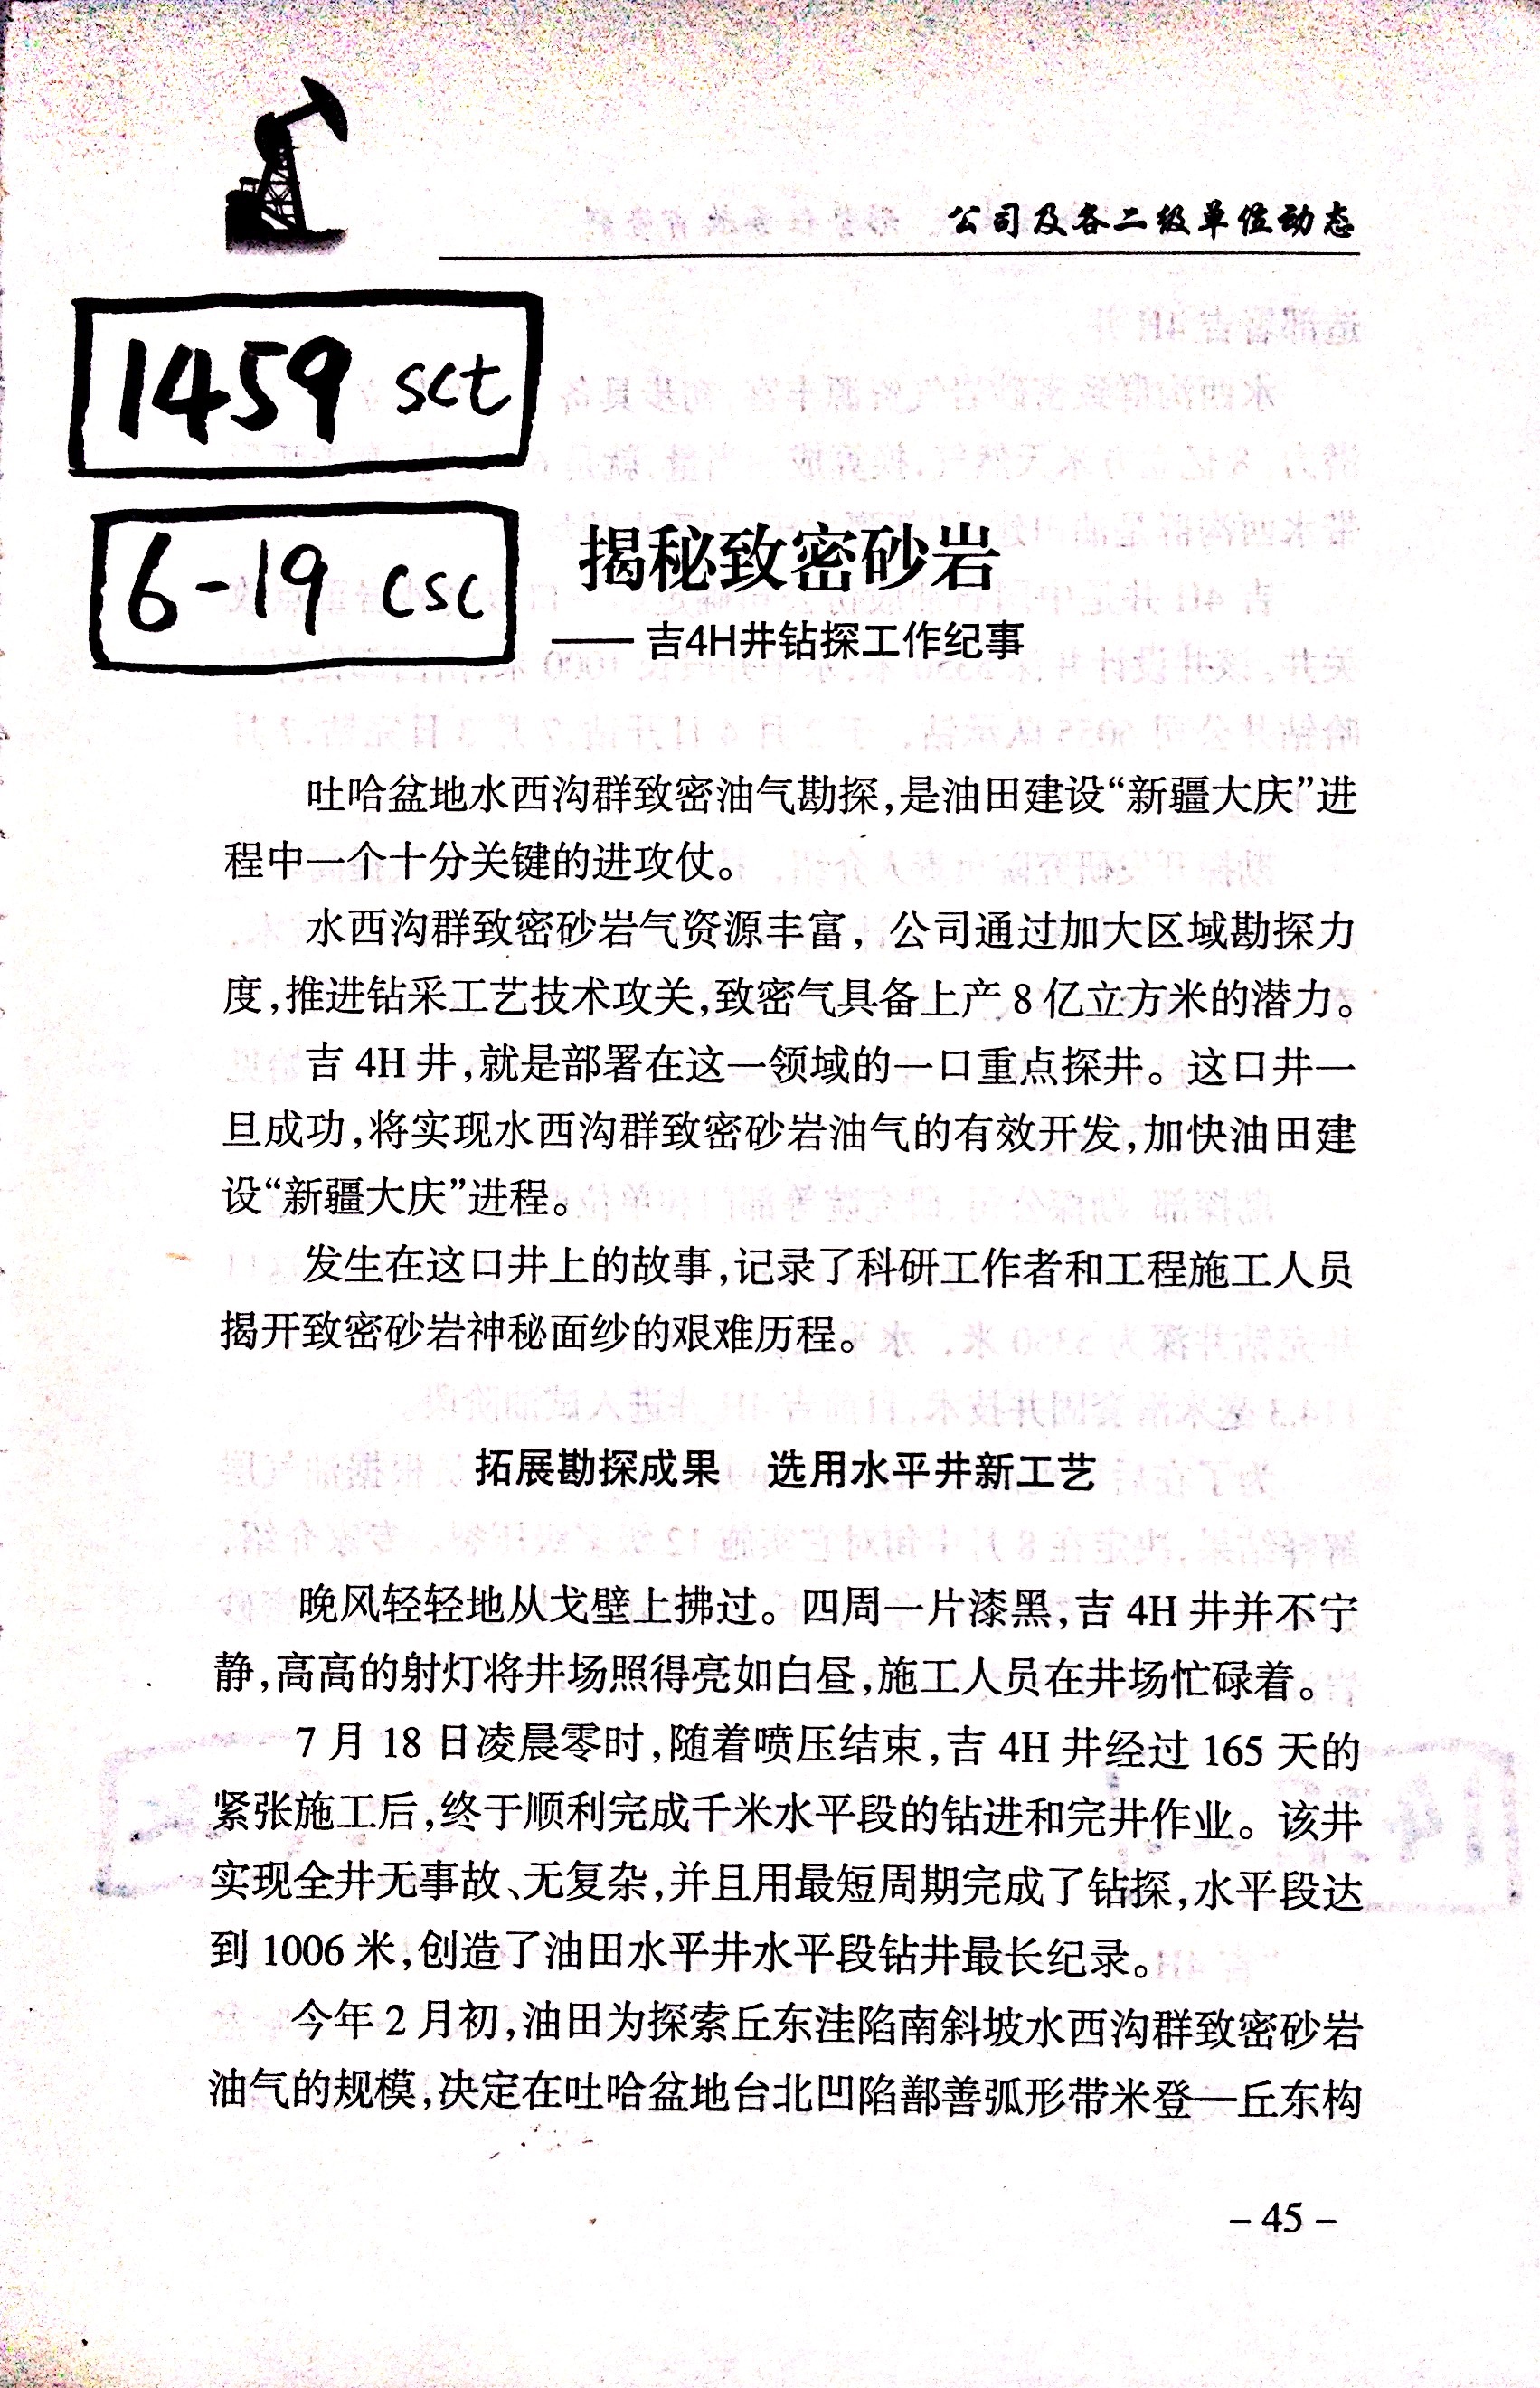 公司及各二级单位动态
1459 sct
6-19 csc
揭秘致密砂岩
——吉4H井钻探工作纪事
吐哈盆地水西沟群致密油气勘探,是油田建设“新疆大庆”进
程中一个十分关键的进攻仗。
水西沟群致密砂岩气资源丰富，公司通过加大区域勘探力
度,推进钻采工艺技术攻关,致密气具备上产8亿立方米的潜力。
吉4H井,就是部署在这一领域的一口重点探井。这口井一
旦成功,将实现水西沟群致密砂岩油气的有效开发,加快油田建
设“新疆大庆”进程。
发生在这口井上的故事,记录了科研工作者和工程施工人员
揭开致密砂岩神秘面纱的艰难历程。
拓展勘探成果　选用水平井新工艺
晚风轻轻地从戈壁上拂过。四周一片漆黑,吉4H井并不宁
静,高高的射灯将井场照得亮如白昼,施工人员在井场忙碌着。
7月18日凌晨零时,随着喷压结束,吉4H井经过165天的
紧张施工后,终于顺利完成千米水平段的钻进和完井作业。该井
实现全井无事故、无复杂,并且用最短周期完成了钻探,水平段达
到1006米,创造了油田水平井水平段钻井最长纪录。
今年2月初,油田为探索丘东洼陷南斜坡水西沟群致密砂岩
油气的规模,决定在吐哈盆地台北凹陷鄯善弧形带米登—丘东构
-45-